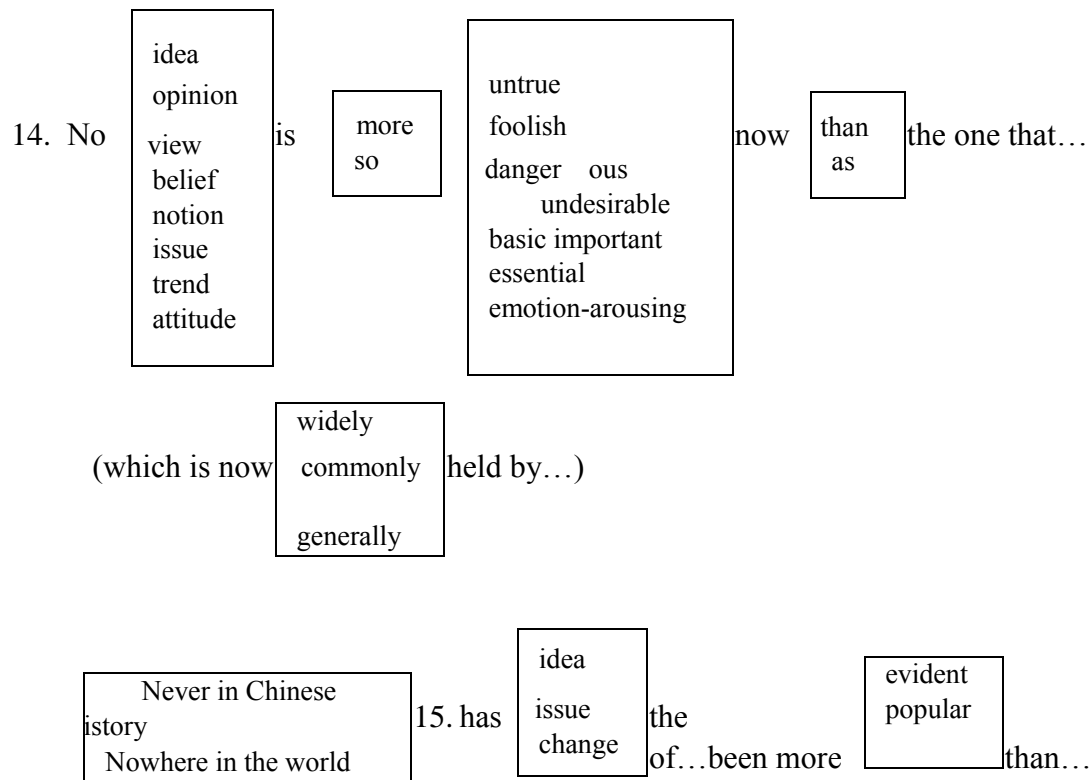 14. No
idea
opinion
view
belief
notion
issue
trend
attitude
is
more
so
untrue
foolish
danger ous
undesirable
basic important
essential
emotion-arousing
now
than
as
the one that…
(which is now
widely
commonly
generally
held by…)
Never in Chinese
istory
Nowhere in the world
15. has
idea
issue
change
the
of…been more
evident
popular
than…